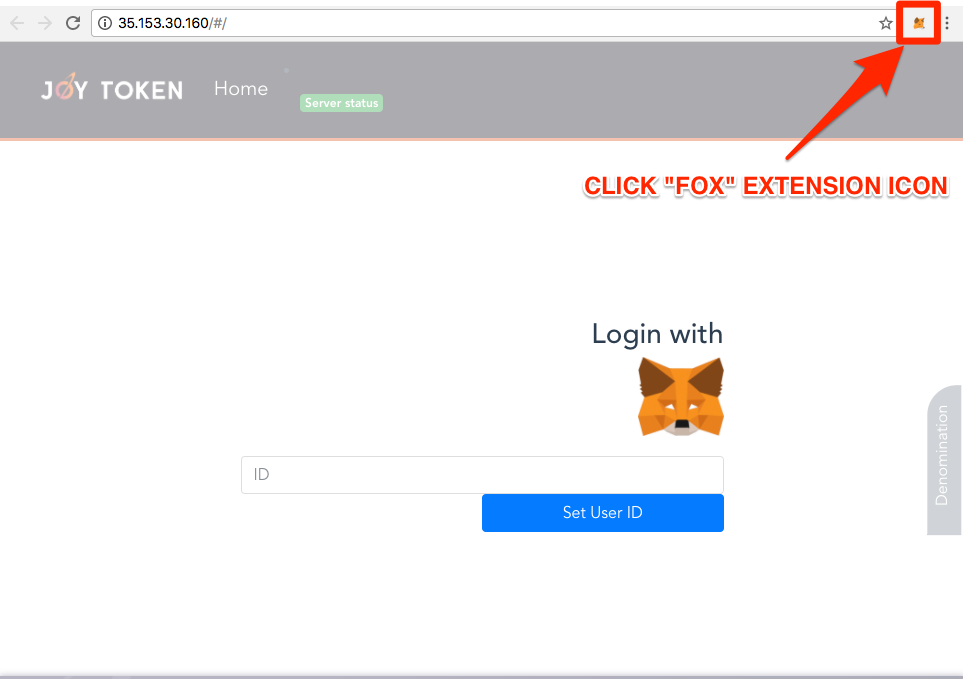 35.153.30.160/#/
JOY TOKEN
Home
Server status
CLICK "FOX" EXTENSION ICON
Login with
ID
Set User ID
Denomination